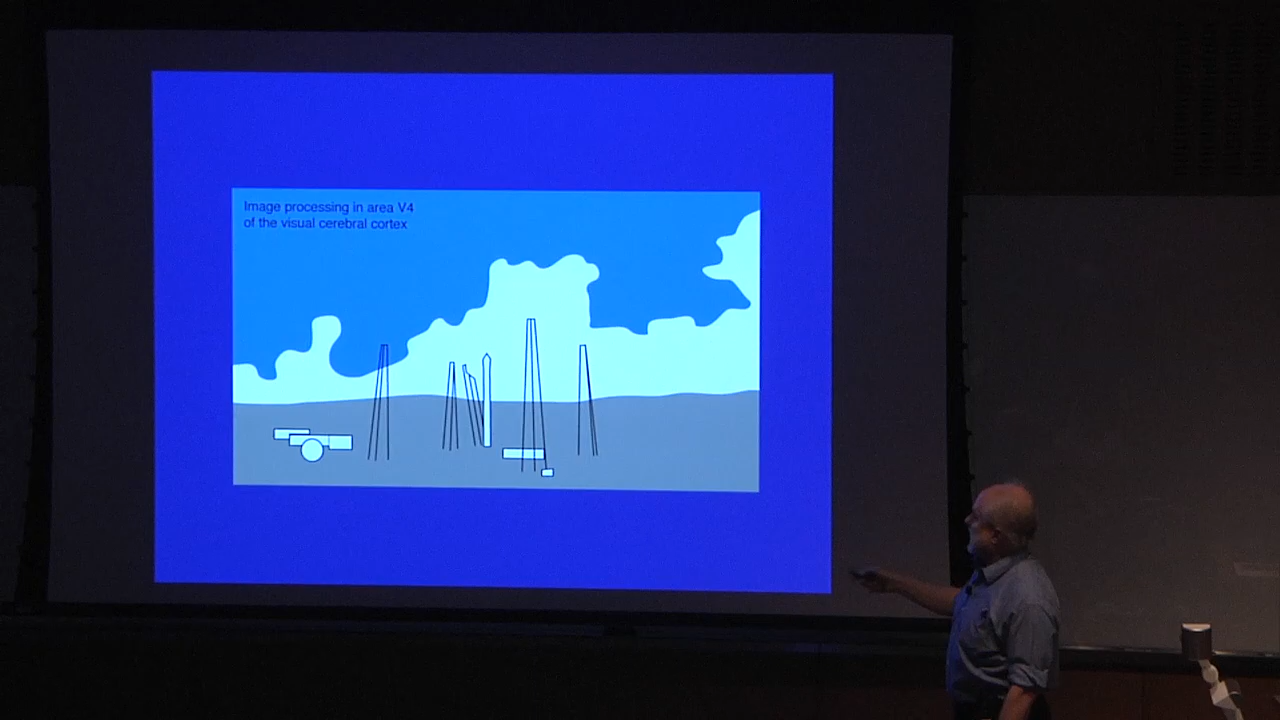 Image processing in area V4
of the visual cerebral cortex